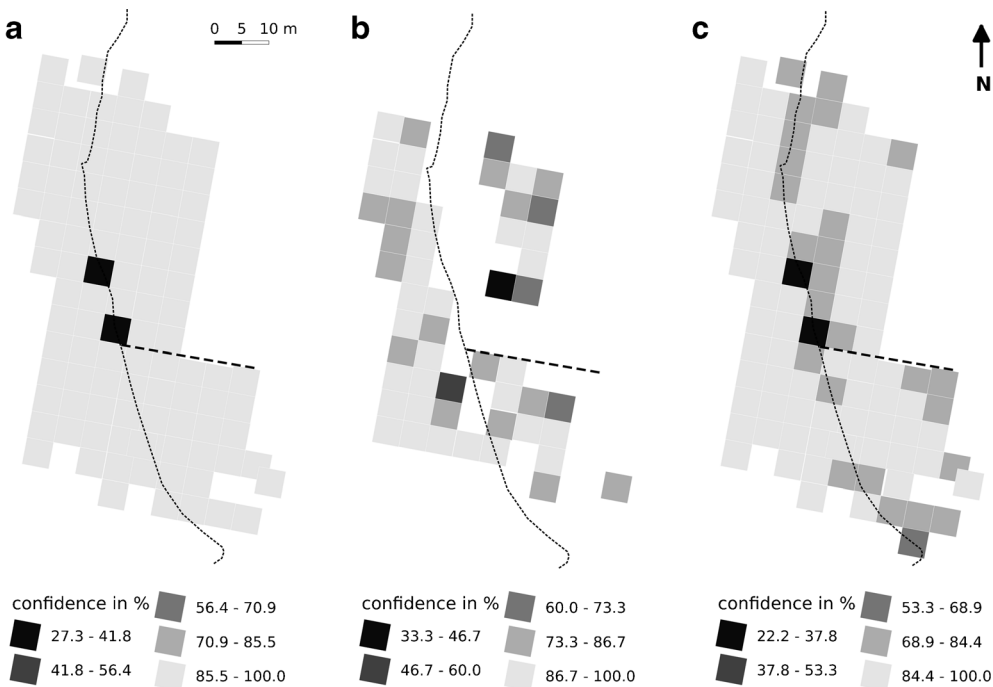 a
0 5 10 m
b
c
N
confidence in %
27.3 - 41.8
41.8 - 56.4
56.4 - 70.9
70.9 - 85.5
85.5 - 100.0
confidence in %
33.3 - 46.7
46.7 - 60.0
60.0 - 73.3
73.3 - 86.7
86.7 - 100.0
confidence in %
22.2 - 37.8
37.8 - 53.3
53.3 - 68.9
68.9 - 84.4
84.4 - 100.0